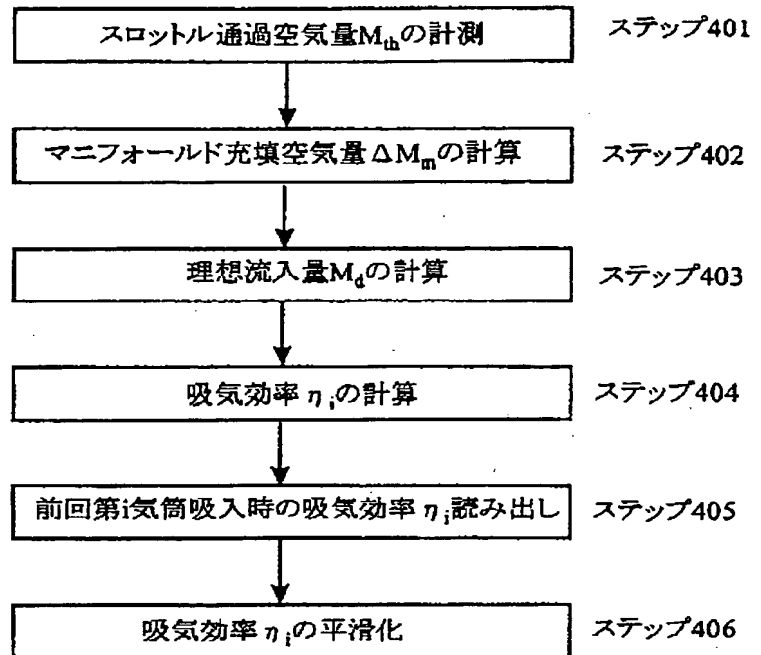 スロットル通過空気量M_thの計測 ステップ401
マニフォールド充填空気量ΔM_mの計算 ステップ402
理想流入量M_dの計算 ステップ403
吸気効率η_iの計算 ステップ404
前回第i気筒吸入時の吸気効率η_i読み出し ステップ405
吸気効率η_iの平滑化 ステップ406